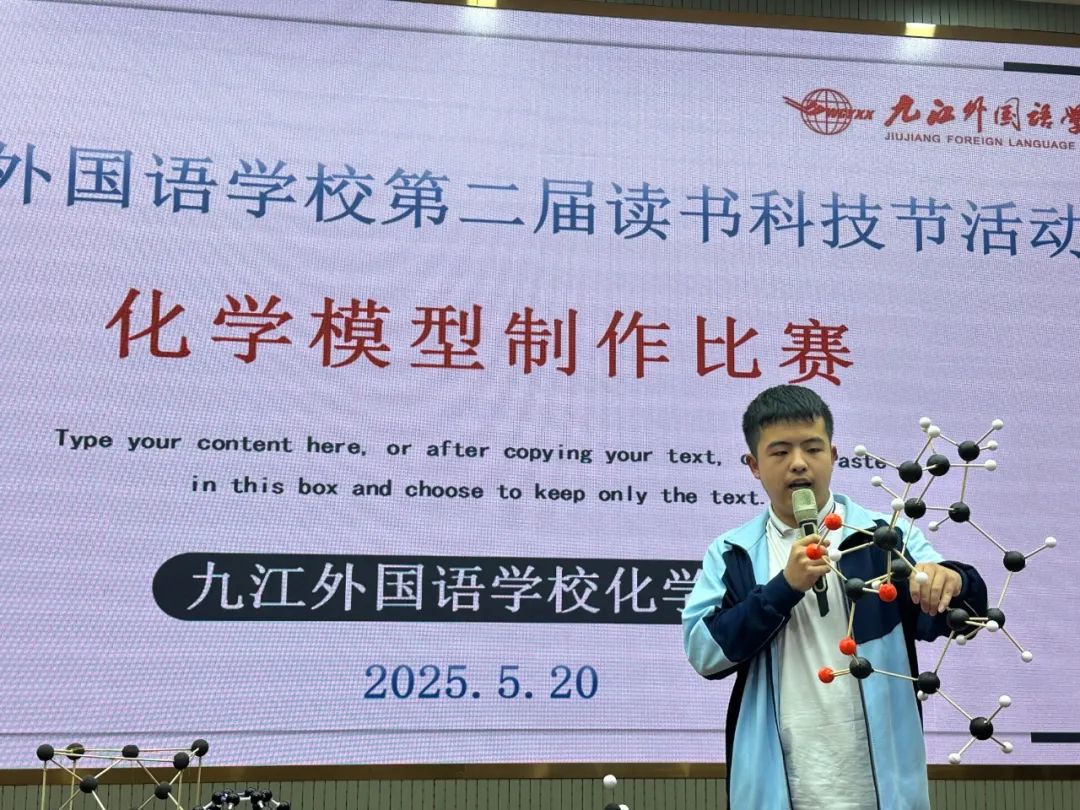 九江外国语学
JIUJIANG FOREIGN LANGUAGE
外国语学校第二届读书科技节活动
化学模型制作比赛
Type your content here, or after copying your text, aste
in this box and choose to keep only the text.
九江外国语学校化学
2025.5.20